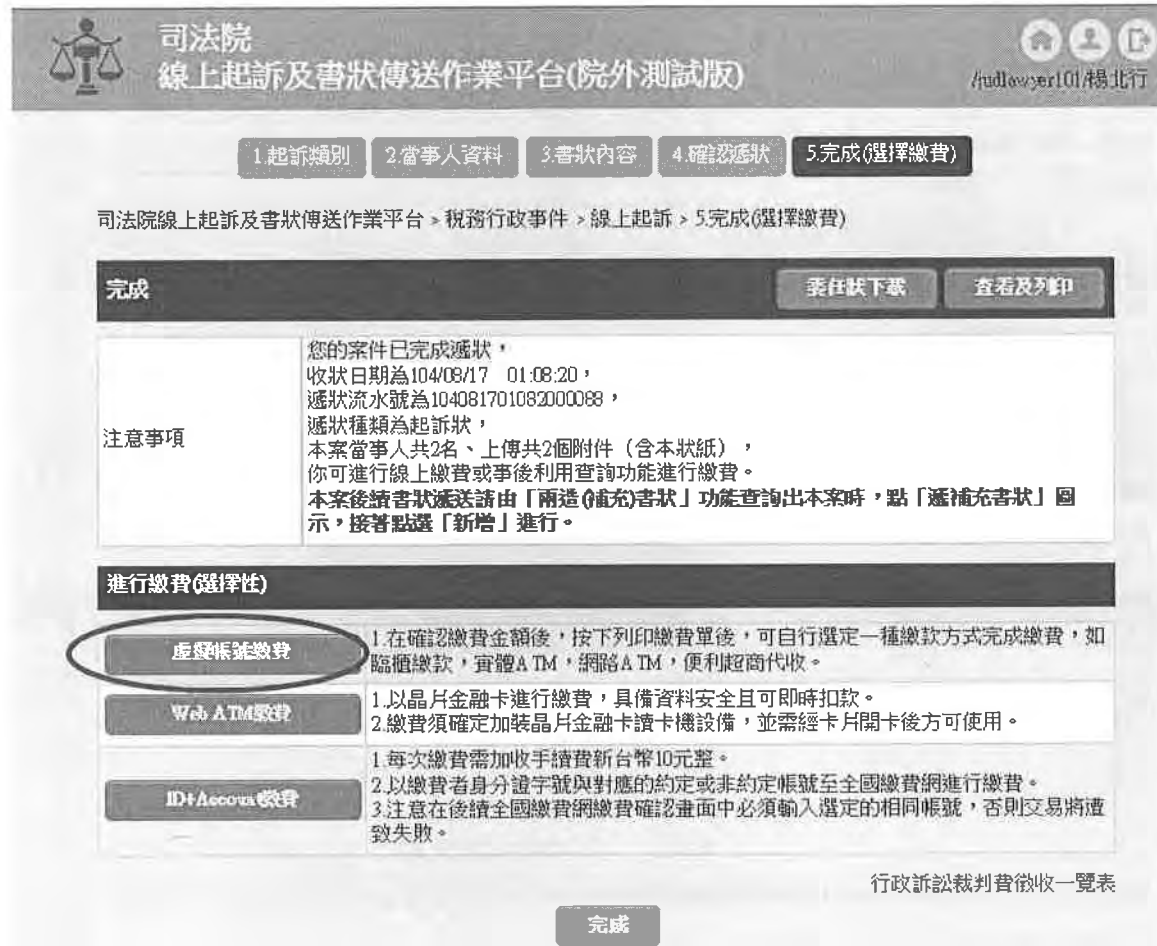 司法院
線上起訴及書狀傳送作業平台(院外測試版)
/judlawyer101/楊北行
1.起訴類別
2.當事人資料
3.書狀內容
4.確認遞狀
5.完成(選擇繳費)
司法院線上起訴及書狀傳送作業平台 > 稅務行政事件 > 線上起訴 > 5.完成(選擇繳費)
完成
委任狀下載
查看及列印
注意事項
您的案件已完成遞狀，
收狀日期為104/08/17 01:08:20，
遞狀流水號為104081701082000088，
遞狀種類為起訴狀，
本案當事人共2名、上傳共2個附件（含本狀紙），
你可進行線上繳費或事後利用查詢功能進行繳費。
本案後續書狀遞送請由「兩造(補充)書狀」功能查詢出本案時，點「遞補充書狀」圖
示，接著點選「新增」進行。
進行繳費(選擇性)
虛擬帳號繳費
1.在確認繳費金額後，按下列印繳費單後，可自行選定一種繳款方式完成繳費，如
臨櫃繳款，實體ATM，網路ATM，便利超商代收。
Web ATM繳費
1.以晶片金融卡進行繳費，具備資料安全且可即時扣款。
2.繳費須確定加裝晶片金融卡讀卡機設備，並需經卡片開卡後方可使用。
ID+Account繳費
1.每次繳費需加收手續費新台幣10元整。
2.以繳費者身分證字號與對應的約定或非約定帳號至全國繳費網進行繳費。
3.注意在後續全國繳費網繳費確認畫面中必須輸入選定的相同帳號，否則交易將遭
致失敗。
行政訴訟裁判費徵收一覽表
完成